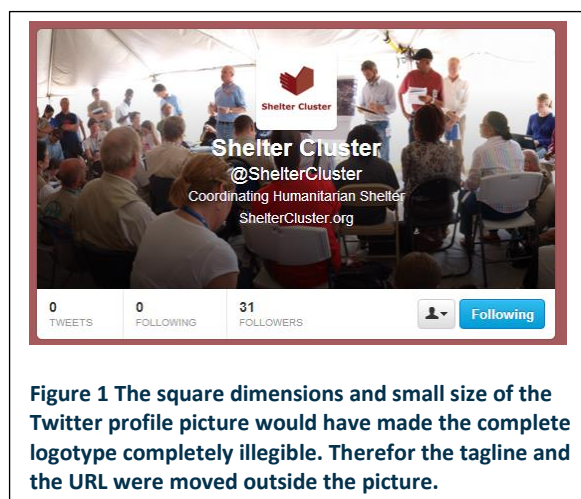 Shelter Cluster
Shelter Cluster
@ShelterCluster
Coordinating Humanitarian Shelter
ShelterCluster.org
0 0 31
TWEETS FOLLOWING FOLLOWERS
Following
Figure 1 The square dimensions and small size of the
Twitter profile picture would have made the complete
logotype completely illegible. Therefor the tagline and
the URL were moved outside the picture.